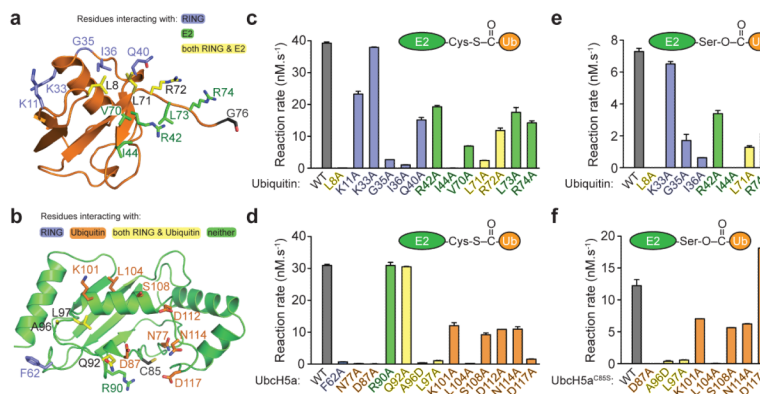 a
Residues interacting with: RING
E2
both RING & E2
G35
I36
Q40
K33
K11
L8
L71
R72
R74
V70
L73
R42
I44
G76
b
Residues interacting with:
RING Ubiquitin both RING & Ubiquitin neither
K101
L104
S108
L97
D112
A96
N77
N114
Q92
D87
C85
F62
R90
D117
c
E2 -Cys-S-C Ub
O
Reaction rate (nM.s-1)
40
30
20
10
0
Ubiquitin: WT L8A K11A K33A G35A I36A Q40A R42A I44A V70A L71A R72A L73A R74A
d
E2 -Cys-S-C Ub
O
Reaction rate (nM.s-1)
40
30
20
10
0
UbcH5a: WT F62A N77A D87A R90A Q92A A96D L97A K101A L104A S108A D112A N114A D117A
e
E2 -Ser-O-C Ub
O
Reaction rate (nM.s-1)
8
6
4
2
0
Ubiquitin: WT L8A K33A G35A I36A R42A I44A L71A
f
E2 -Ser-O-C Ub
O
Reaction rate (nM.s-1)
15
10
5
0
UbcH5aC85S- WT D87A A96D L97A K101A L104A S108A N114A